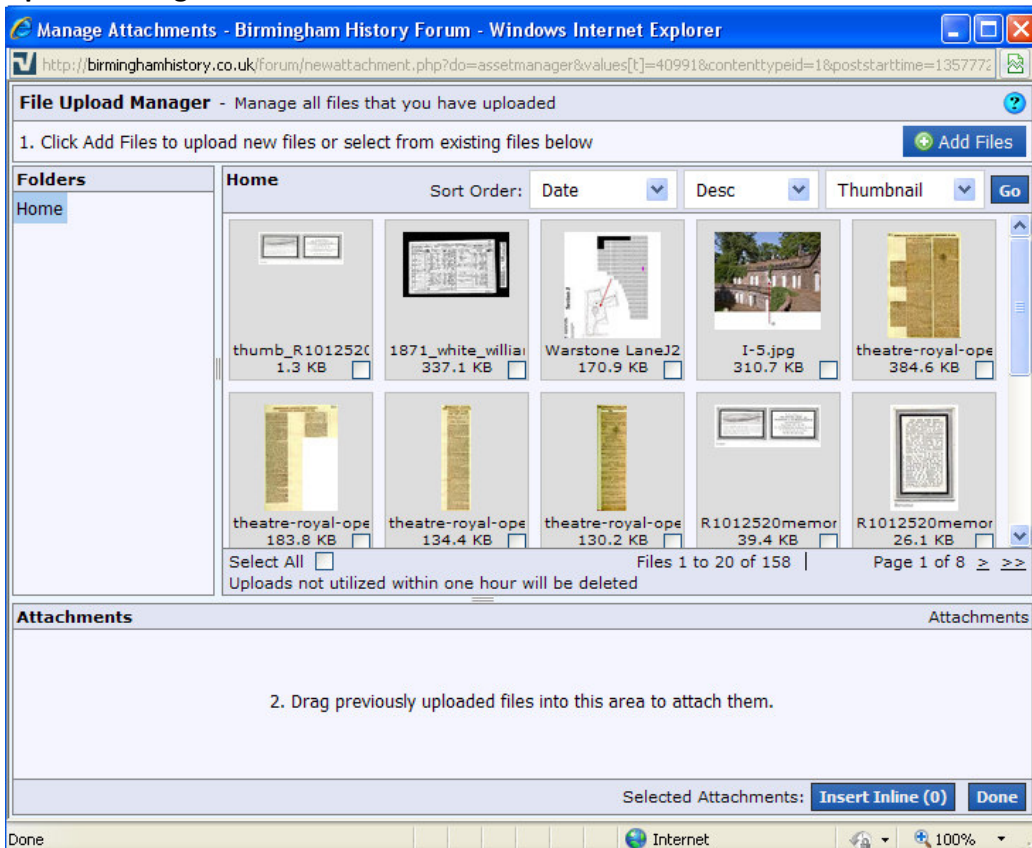 Manage Attachments - Birmingham History Forum - Windows Internet Explorer
http://birminghamhistory.co.uk/forum/newattachment.php?do=assetmanager&values[t]=40991&contenttypeid=1&poststarttime=1357772
File Upload Manager - Manage all files that you have uploaded
1. Click Add Files to upload new files or select from existing files below
Add Files
Folders
Home
Home
Sort Order: Date Desc Thumbnail Go
thumb_R1012520 1871_white_willia Warstone LaneJ2 I-5.jpg theatre-royal-ope
1.3 KB 337.1 KB 170.9 KB 310.7 KB 384.6 KB
theatre-royal-ope theatre-royal-ope theatre-royal-ope R1012520memor R1012520memor
183.8 KB 134.4 KB 130.2 KB 39.4 KB 26.1 KB
Select All Files 1 to 20 of 158 | Page 1 of 8 > >>
Uploads not utilized within one hour will be deleted
Attachments Attachments
2. Drag previously uploaded files into this area to attach them.
Selected Attachments: Insert Inline (0) Done
Done Internet 100%